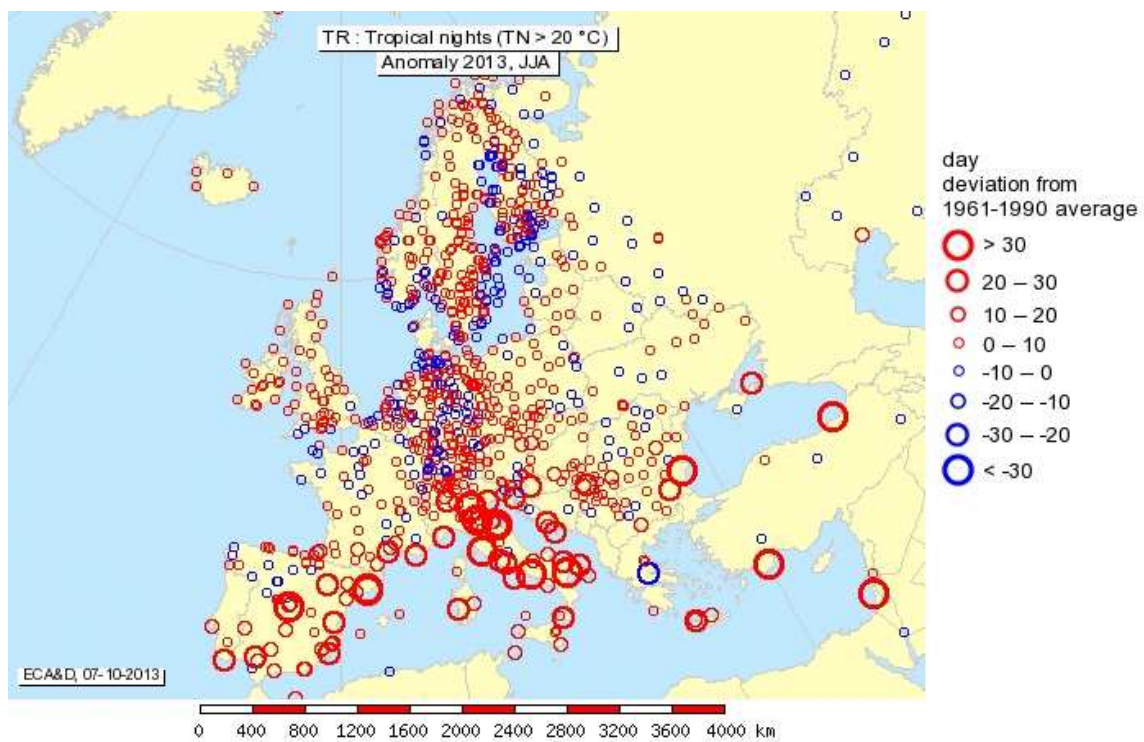 TR : Tropical nights (TN > 20 °C)
Anomaly 2013, JJA
day
deviation from
1961-1990 average
> 30
20 – 30
10 – 20
0 – 10
-10 – 0
-20 – -10
-30 – -20
< -30
ECA&D, 07-10-2013
0 400 800 1200 1600 2000 2400 2800 3200 3600 4000 km